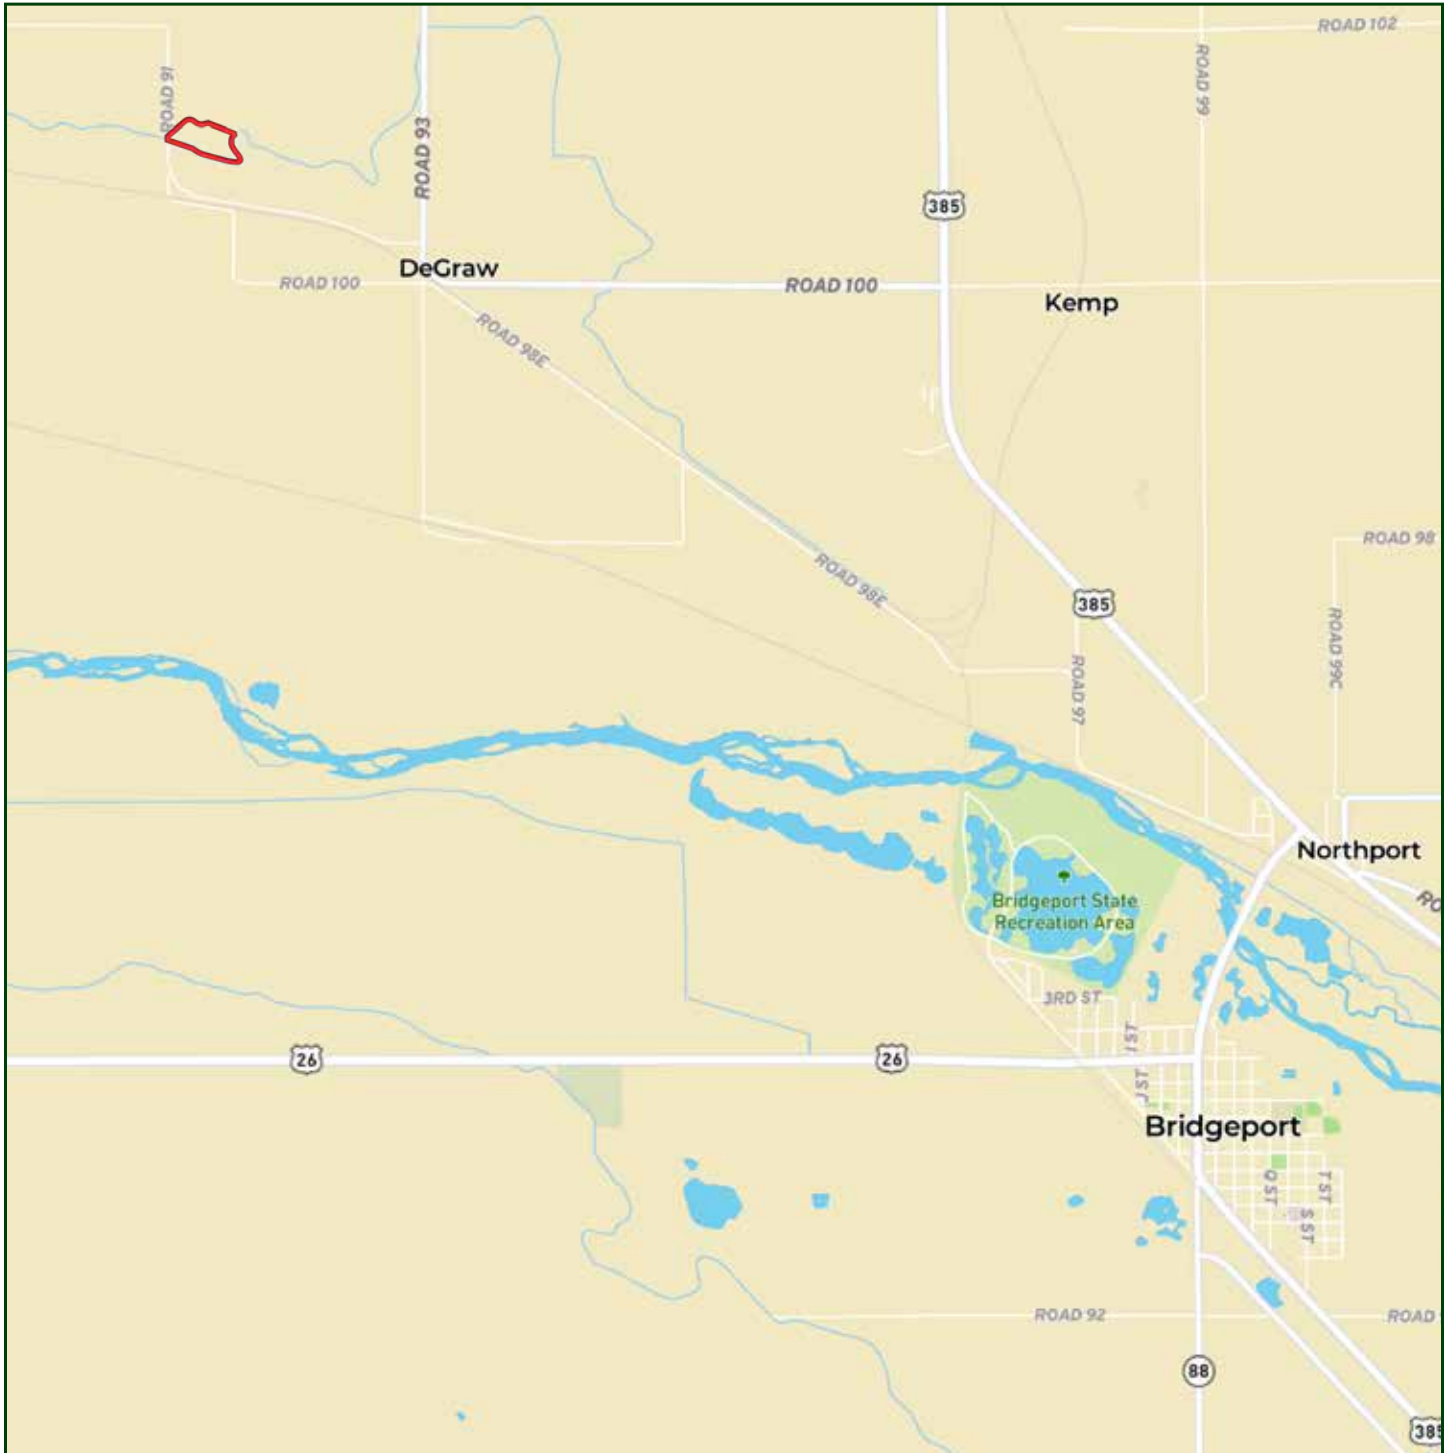 ROAD 102
ROAD 91
ROAD 99
ROAD 93
385
DeGraw
ROAD 100
ROAD 100
Kemp
ROAD 98E
ROAD 98
ROAD 98E
385
ROAD 99C
ROAD 97
Northport
Bridgeport State
Recreation Area
3RD ST
I ST
26
26
J ST
Bridgeport
Q ST
T ST
S ST
ROAD 92
ROAD
88
385